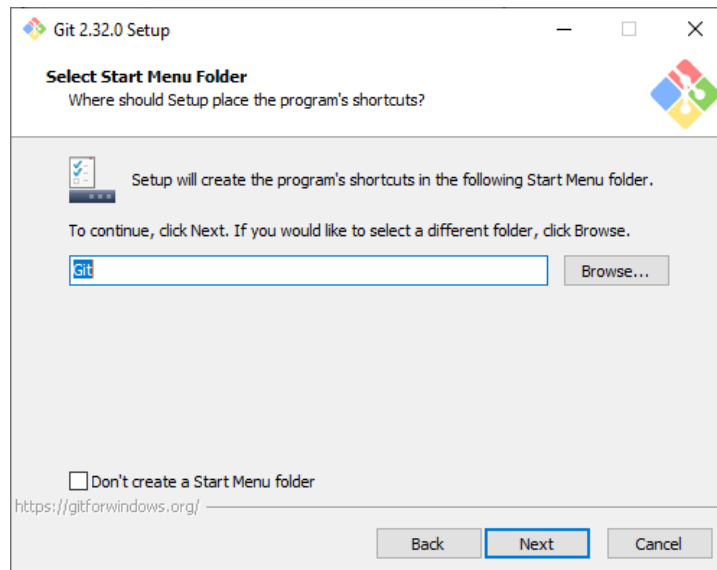 Git 2.32.0 Setup
Select Start Menu Folder
Where should Setup place the program's shortcuts?
Setup will create the program's shortcuts in the following Start Menu folder.
To continue, click Next. If you would like to select a different folder, click Browse.
Git
Browse...
Don't create a Start Menu folder
https://gitforwindows.org/
Back
Next
Cancel